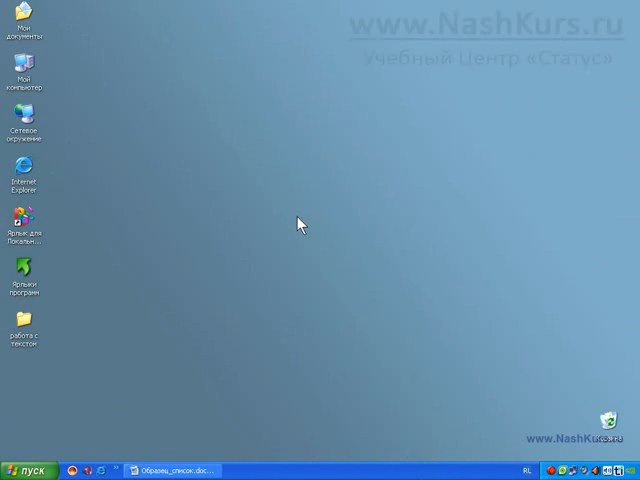 www.NashKurs.ru
Учебный Центр «Статус»
Мои
документы
Мой
компьютер
Сетевое
окружение
Internet
Explorer
Ярлык для
Локальн...
Ярлыки
программ
работа с
текстом
www.NashKurs
пуск
Образец_список.doc...
RL